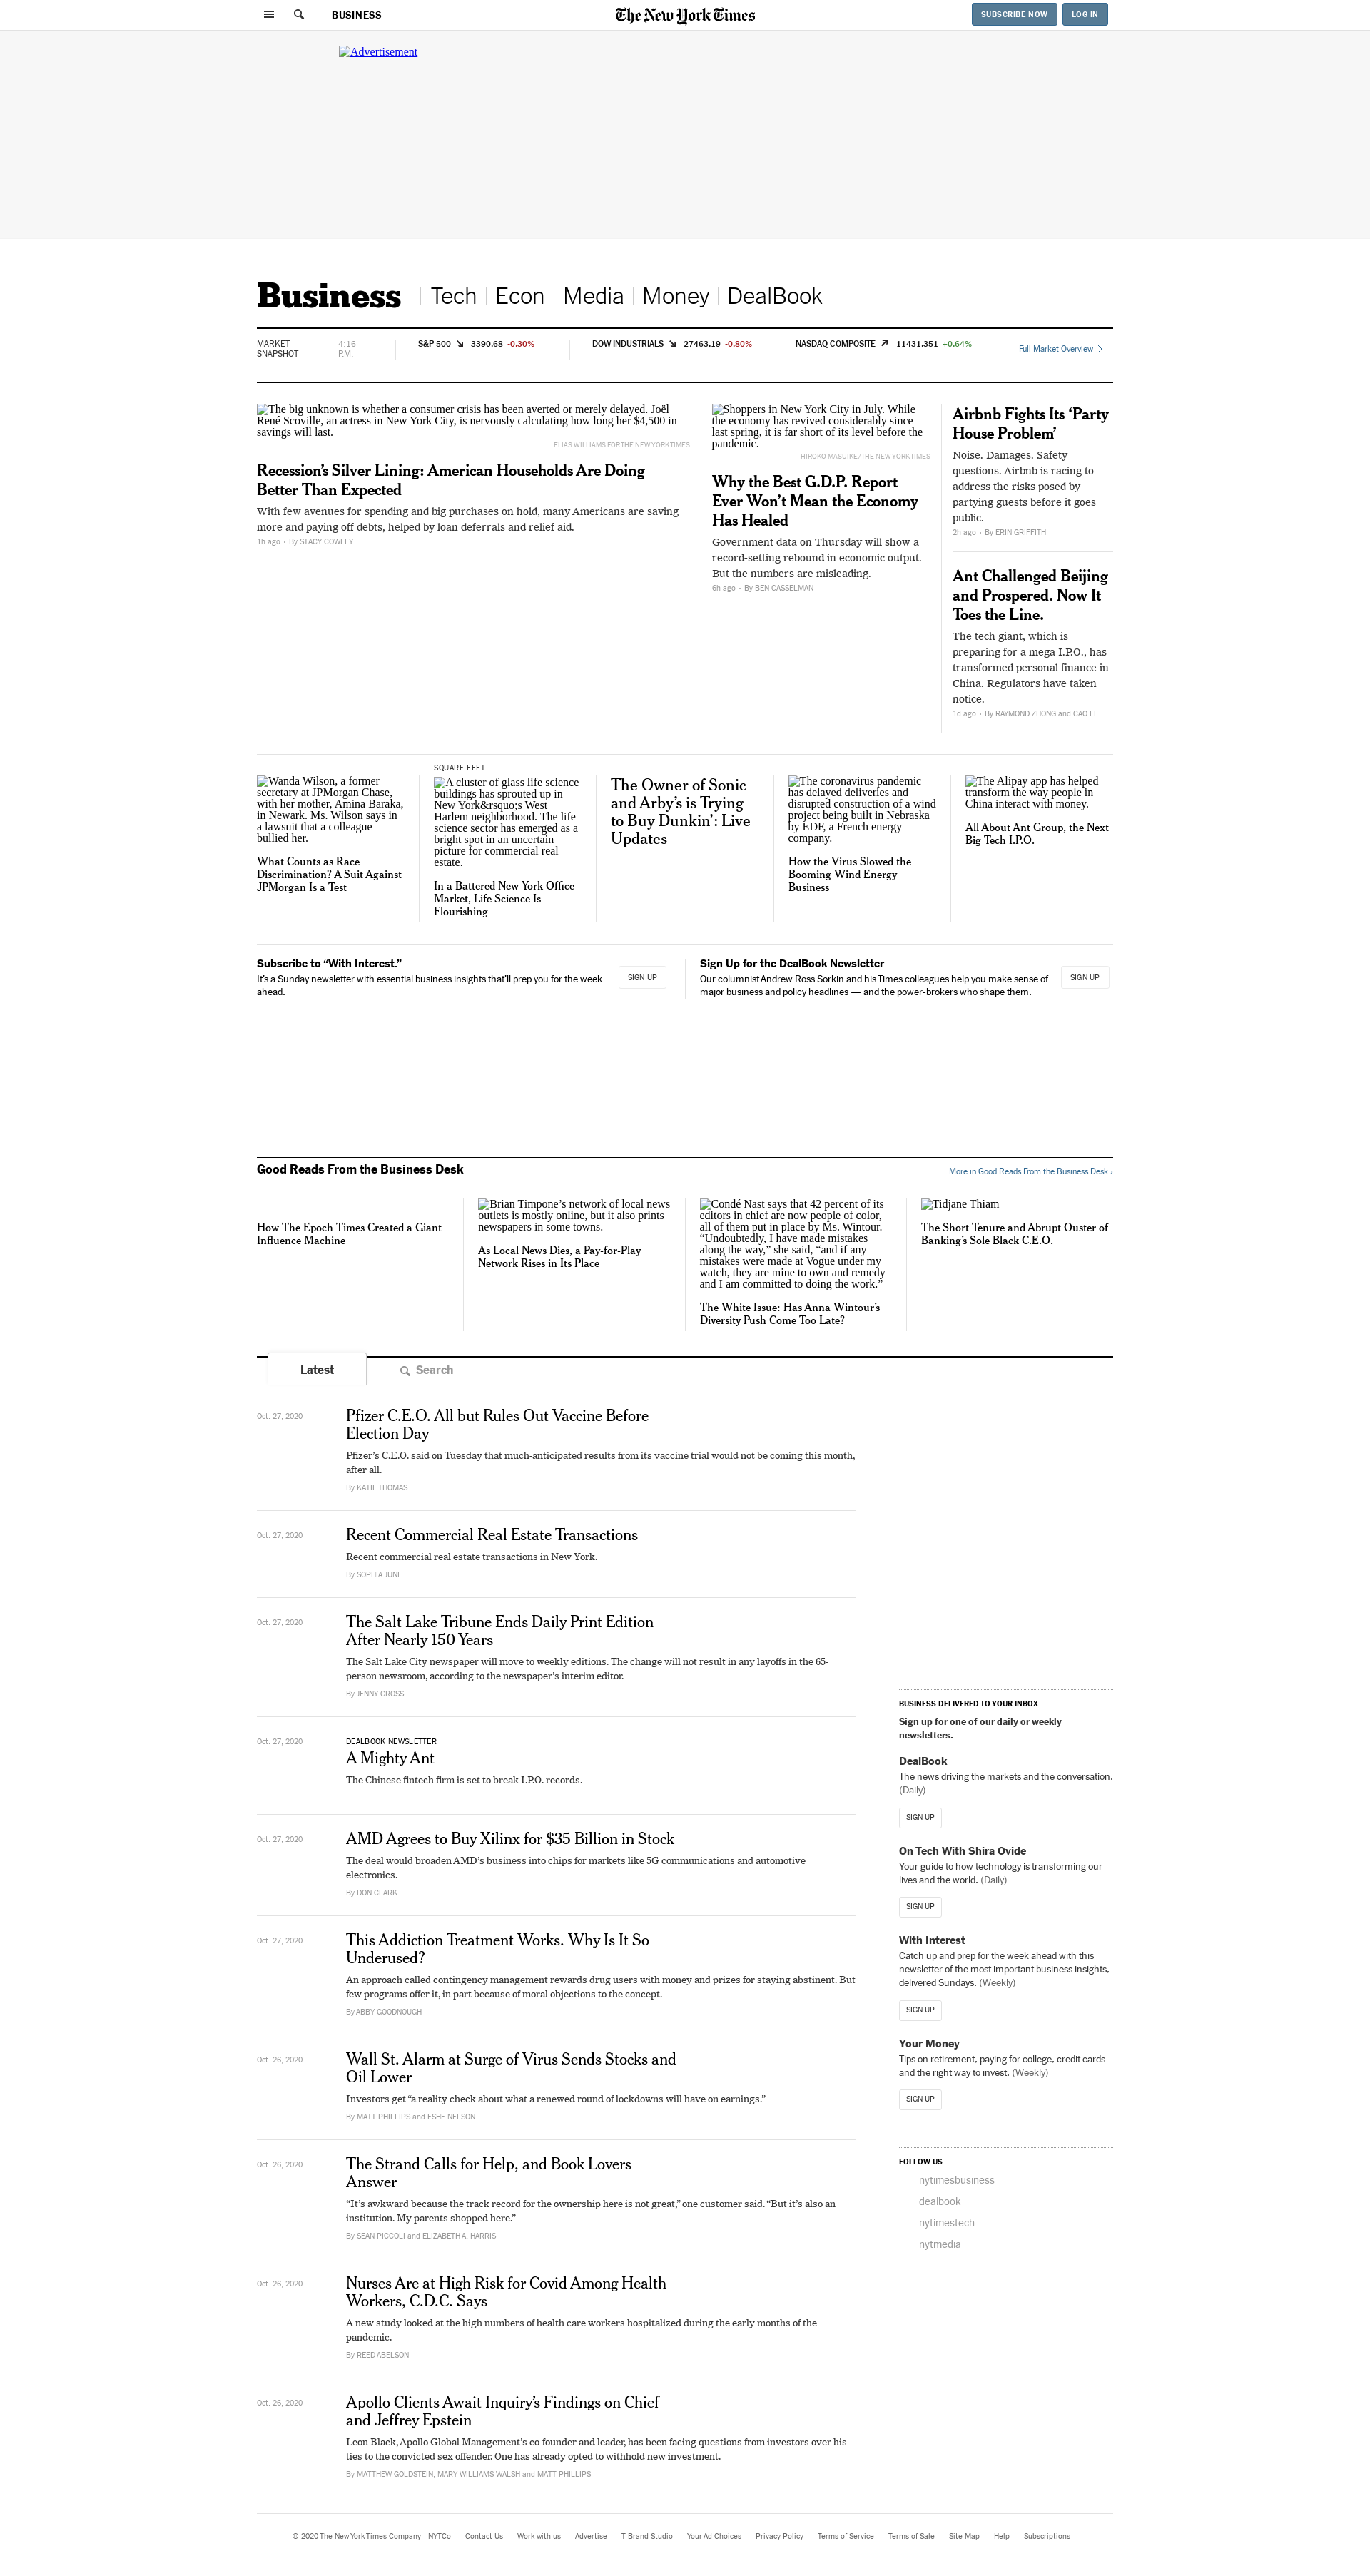 BUSINESS
The New York Times
SUBSCRIBE NOW
LOG IN
Advertisement
Business
Tech
Econ
Media
Money
DealBook
MARKET
SNAPSHOT
4:16
P.M.
S&P 500 3390.68 -0.30%
DOW INDUSTRIALS 27463.19 -0.80%
NASDAQ COMPOSITE 11431.351 +0.64%
Full Market Overview
The big unknown is whether a consumer crisis has been averted or merely delayed. Joël
René Scoville, an actress in New York City, is nervously calculating how long her $4,500 in
savings will last.
ELIAS WILLIAMS FOR THE NEW YORK TIMES
Recession’s Silver Lining: American Households Are Doing
Better Than Expected
With few avenues for spending and big purchases on hold, many Americans are saving
more and paying off debts, helped by loan deferrals and relief aid.
1h ago • By STACY COWLEY
Shoppers in New York City in July. While
the economy has revived considerably since
last spring, it is far short of its level before the
pandemic.
HIROKO MASUIKE/THE NEW YORK TIMES
Why the Best G.D.P. Report
Ever Won’t Mean the Economy
Has Healed
Government data on Thursday will show a
record-setting rebound in economic output.
But the numbers are misleading.
6h ago • By BEN CASSELMAN
Airbnb Fights Its ‘Party
House Problem’
Noise. Damages. Safety
questions. Airbnb is racing to
address the risks posed by
partying guests before it goes
public.
2h ago • By ERIN GRIFFITH
Ant Challenged Beijing
and Prospered. Now It
Toes the Line.
The tech giant, which is
preparing for a mega I.P.O., has
transformed personal finance in
China. Regulators have taken
notice.
1d ago • By RAYMOND ZHONG and CAO LI
Wanda Wilson, a former
secretary at JPMorgan Chase,
with her mother, Amina Baraka,
in Newark. Ms. Wilson says in
a lawsuit that a colleague
bullied her.
What Counts as Race
Discrimination? A Suit Against
JPMorgan Is a Test
SQUARE FEET
A cluster of glass life science
buildings has sprouted up in
New York&rsquo;s West
Harlem neighborhood. The life
science sector has emerged as a
bright spot in an uncertain
picture for commercial real
estate.
In a Battered New York Office
Market, Life Science Is
Flourishing
The Owner of Sonic
and Arby’s is Trying
to Buy Dunkin’: Live
Updates
The coronavirus pandemic
has delayed deliveries and
disrupted construction of a wind
project being built in Nebraska
by EDF, a French energy
company.
How the Virus Slowed the
Booming Wind Energy
Business
The Alipay app has helped
transform the way people in
China interact with money.
All About Ant Group, the Next
Big Tech I.P.O.
Subscribe to “With Interest.”
It’s a Sunday newsletter with essential business insights that’ll prep you for the week
ahead.
SIGN UP
Sign Up for the DealBook Newsletter
Our columnist Andrew Ross Sorkin and his Times colleagues help you make sense of
major business and policy headlines — and the power-brokers who shape them.
SIGN UP
Good Reads From the Business Desk
More in Good Reads From the Business Desk ›
How The Epoch Times Created a Giant
Influence Machine
Brian Timpone’s network of local news
outlets is mostly online, but it also prints
newspapers in some towns.
As Local News Dies, a Pay-for-Play
Network Rises in Its Place
Condé Nast says that 42 percent of its
editors in chief are now people of color,
all of them put in place by Ms. Wintour.
“Undoubtedly, I have made mistakes
along the way,” she said, “and if any
mistakes were made at Vogue under my
watch, they are mine to own and remedy
and I am committed to doing the work.”
The White Issue: Has Anna Wintour’s
Diversity Push Come Too Late?
Tidjane Thiam
The Short Tenure and Abrupt Ouster of
Banking’s Sole Black C.E.O.
Latest
Search
Oct. 27, 2020
Pfizer C.E.O. All but Rules Out Vaccine Before
Election Day
Pfizer’s C.E.O. said on Tuesday that much-anticipated results from its vaccine trial would not be coming this month,
after all.
By KATIE THOMAS
Oct. 27, 2020
Recent Commercial Real Estate Transactions
Recent commercial real estate transactions in New York.
By SOPHIA JUNE
Oct. 27, 2020
The Salt Lake Tribune Ends Daily Print Edition
After Nearly 150 Years
The Salt Lake City newspaper will move to weekly editions. The change will not result in any layoffs in the 65-
person newsroom, according to the newspaper’s interim editor.
By JENNY GROSS
Oct. 27, 2020
DEALBOOK NEWSLETTER
A Mighty Ant
The Chinese fintech firm is set to break I.P.O. records.
Oct. 27, 2020
AMD Agrees to Buy Xilinx for $35 Billion in Stock
The deal would broaden AMD’s business into chips for markets like 5G communications and automotive
electronics.
By DON CLARK
Oct. 27, 2020
This Addiction Treatment Works. Why Is It So
Underused?
An approach called contingency management rewards drug users with money and prizes for staying abstinent. But
few programs offer it, in part because of moral objections to the concept.
By ABBY GOODNOUGH
Oct. 26, 2020
Wall St. Alarm at Surge of Virus Sends Stocks and
Oil Lower
Investors get “a reality check about what a renewed round of lockdowns will have on earnings.”
By MATT PHILLIPS and ESHE NELSON
Oct. 26, 2020
The Strand Calls for Help, and Book Lovers
Answer
“It’s awkward because the track record for the ownership here is not great,” one customer said. “But it’s also an
institution. My parents shopped here.”
By SEAN PICCOLI and ELIZABETH A. HARRIS
Oct. 26, 2020
Nurses Are at High Risk for Covid Among Health
Workers, C.D.C. Says
A new study looked at the high numbers of health care workers hospitalized during the early months of the
pandemic.
By REED ABELSON
Oct. 26, 2020
Apollo Clients Await Inquiry’s Findings on Chief
and Jeffrey Epstein
Leon Black, Apollo Global Management’s co-founder and leader, has been facing questions from investors over his
ties to the convicted sex offender. One has already opted to withhold new investment.
By MATTHEW GOLDSTEIN, MARY WILLIAMS WALSH and MATT PHILLIPS
BUSINESS DELIVERED TO YOUR INBOX
Sign up for one of our daily or weekly
newsletters.
DealBook
The news driving the markets and the conversation.
(Daily)
SIGN UP
On Tech With Shira Ovide
Your guide to how technology is transforming our
lives and the world. (Daily)
SIGN UP
With Interest
Catch up and prep for the week ahead with this
newsletter of the most important business insights,
delivered Sundays. (Weekly)
SIGN UP
Your Money
Tips on retirement, paying for college, credit cards
and the right way to invest. (Weekly)
SIGN UP
FOLLOW US
nytimesbusiness
dealbook
nytimestech
nytmedia
© 2020 The New York Times Company NYTCo Contact Us Work with us Advertise T Brand Studio Your Ad Choices Privacy Policy Terms of Service Terms of Sale Site Map Help Subscriptions